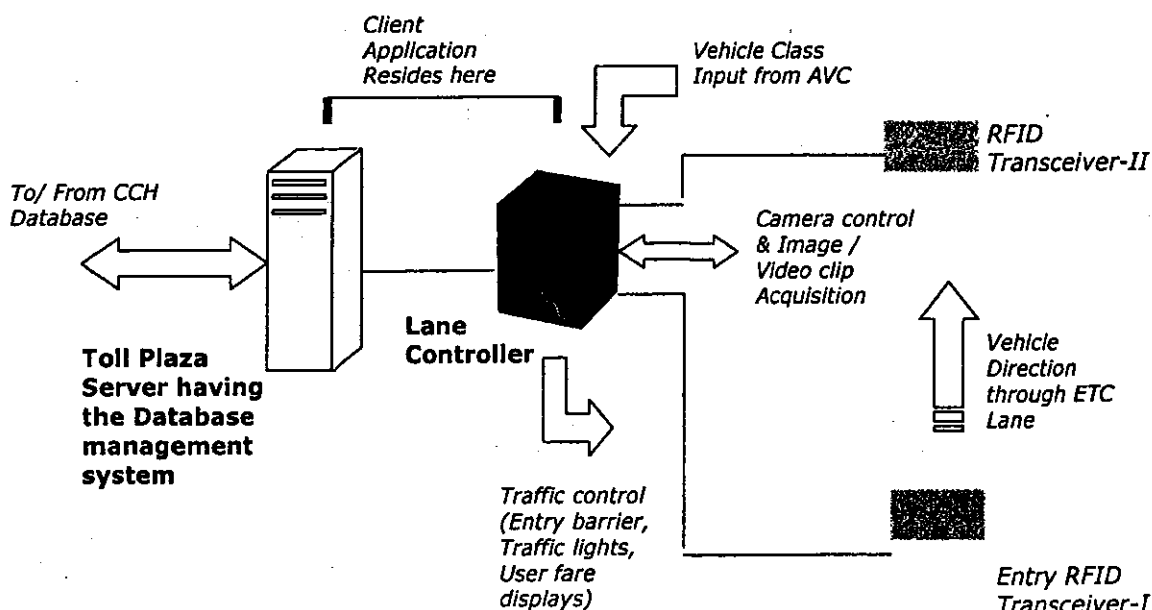 Client
Application
Resides here
Vehicle Class
Input from AVC
RFID
Transceiver-II
To/ From CCH
Database
Camera control
& Image /
Video clip
Acquisition
Lane
Controller
Toll Plaza
Server having
the Database
management
system
Vehicle
Direction
through ETC
Lane
Traffic control
(Entry barrier,
Traffic lights,
User fare
displays)
Entry RFID
Transceiver-I